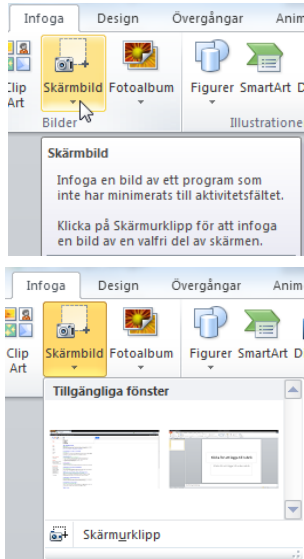 Infoga Design Övergångar Anim
Clip Art Skärmbild Fotoalbum Figurer SmartArt D
Bilder Illustratione
Skärmbild
Infoga en bild av ett program som
inte har minimerats till aktivitetsfältet.
Klicka på Skärmurklipp för att infoga
en bild av en valfri del av skärmen.
Infoga Design Övergångar Anim
Clip Art Skärmbild Fotoalbum Figurer SmartArt D
Tillgängliga fönster
Skärmurklipp